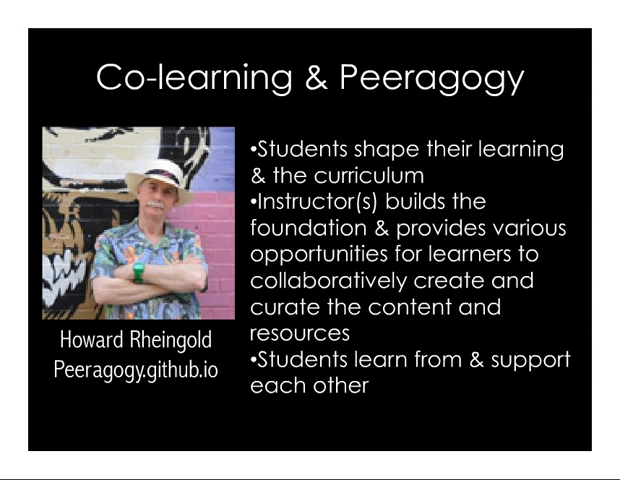 Co-learning & Peeragogy
•Students shape their learning
& the curriculum
•Instructor(s) builds the
foundation & provides various
opportunities for learners to
collaboratively create and
curate the content and
resources
•Students learn from & support
each other
Howard Rheingold
Peeragogy.github.io